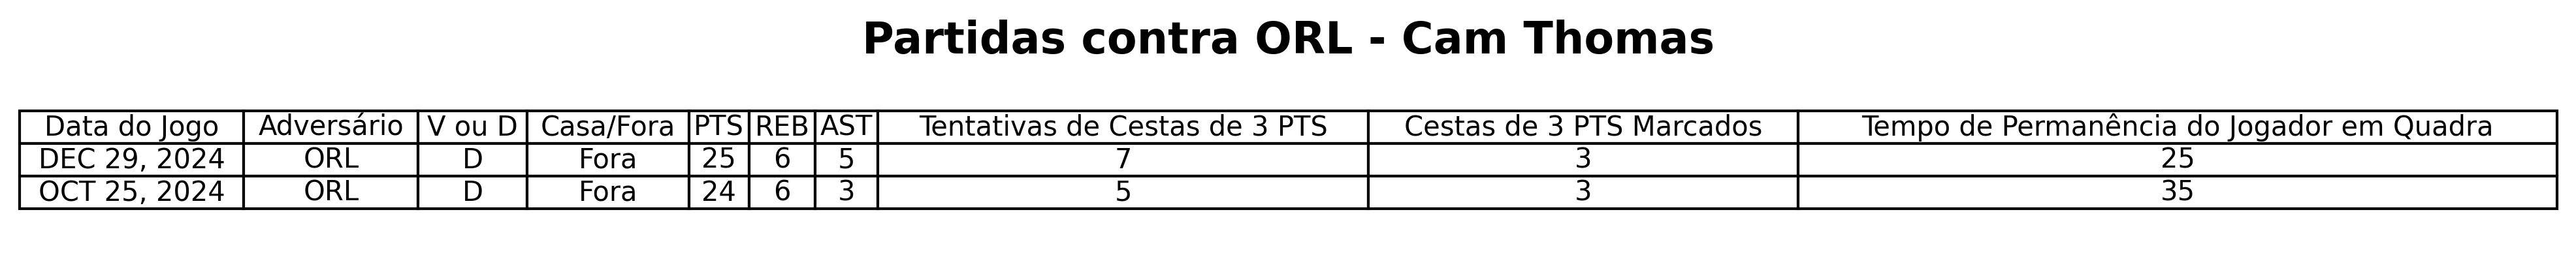 Partidas contra ORL - Cam Thomas
Data do Jogo Adversário V ou D Casa/Fora PTS REB AST Tentativas de Cestas de 3 PTS Cestas de 3 PTS Marcados Tempo de Permanência do Jogador em Quadra
DEC 29, 2024 ORL D Fora 25 6 5 7 3 25
OCT 25, 2024 ORL D Fora 24 6 3 5 3 35